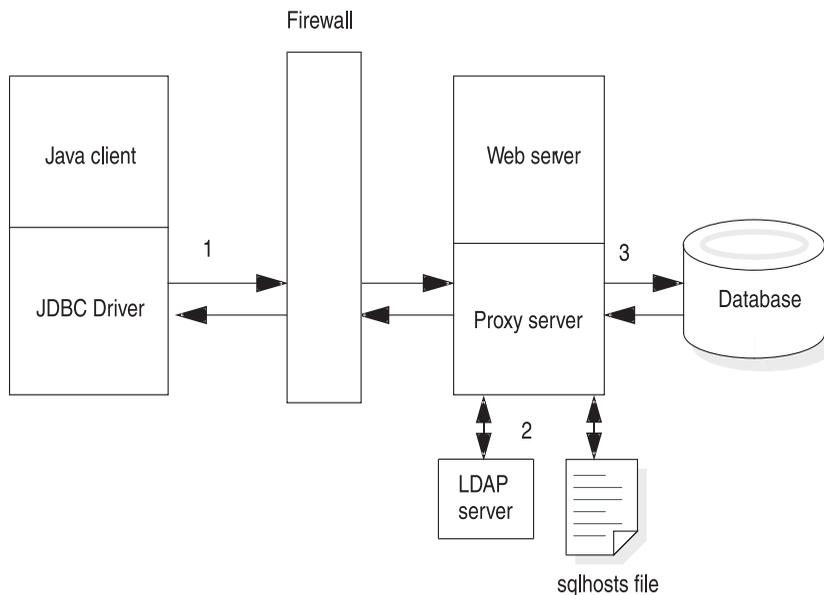 Firewall
Java client
Web server
1
3
JDBC Driver
Proxy server
Database
2
LDAP
server
sqlhosts file